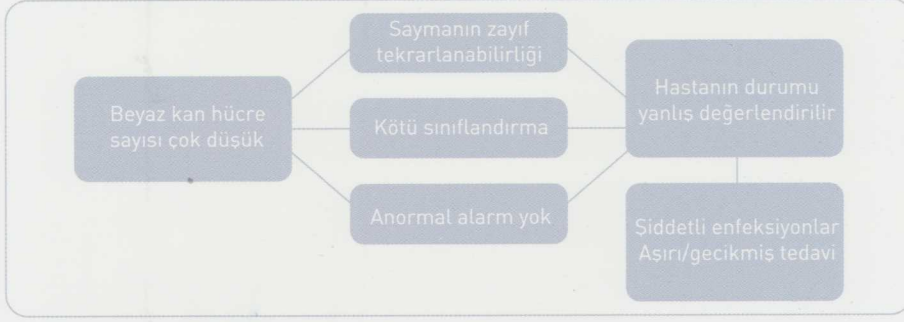 Beyaz kan hücre
sayısı çok düşük
Saymanın zayıf
tekrarlanabilirliği
Kötü sınıflandırma
Anormal alarm yok
Hastanın durumu
yanlış değerlendirilir
Şiddetli enfeksiyonlar
Aşırı/gecikmiş tedavi